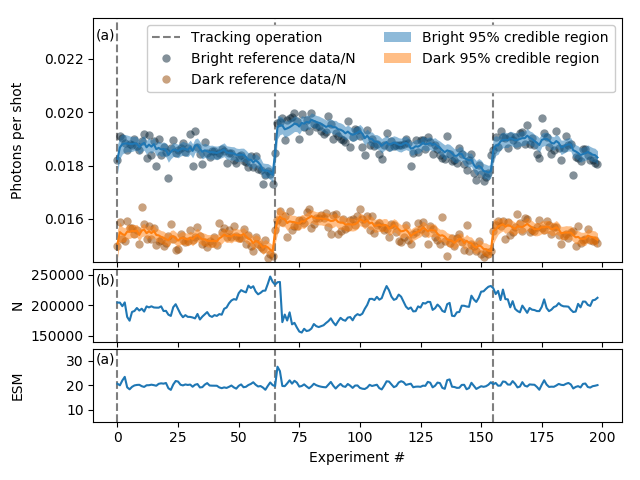 (a)
Tracking operation
Bright reference data/N
Dark reference data/N
Bright 95% credible region
Dark 95% credible region
Photons per shot
0.022
0.020
0.018
0.016
(b)
N
250000
200000
150000
(a)
ESM
30
20
10
0 25 50 75 100 125 150 175 200
Experiment #